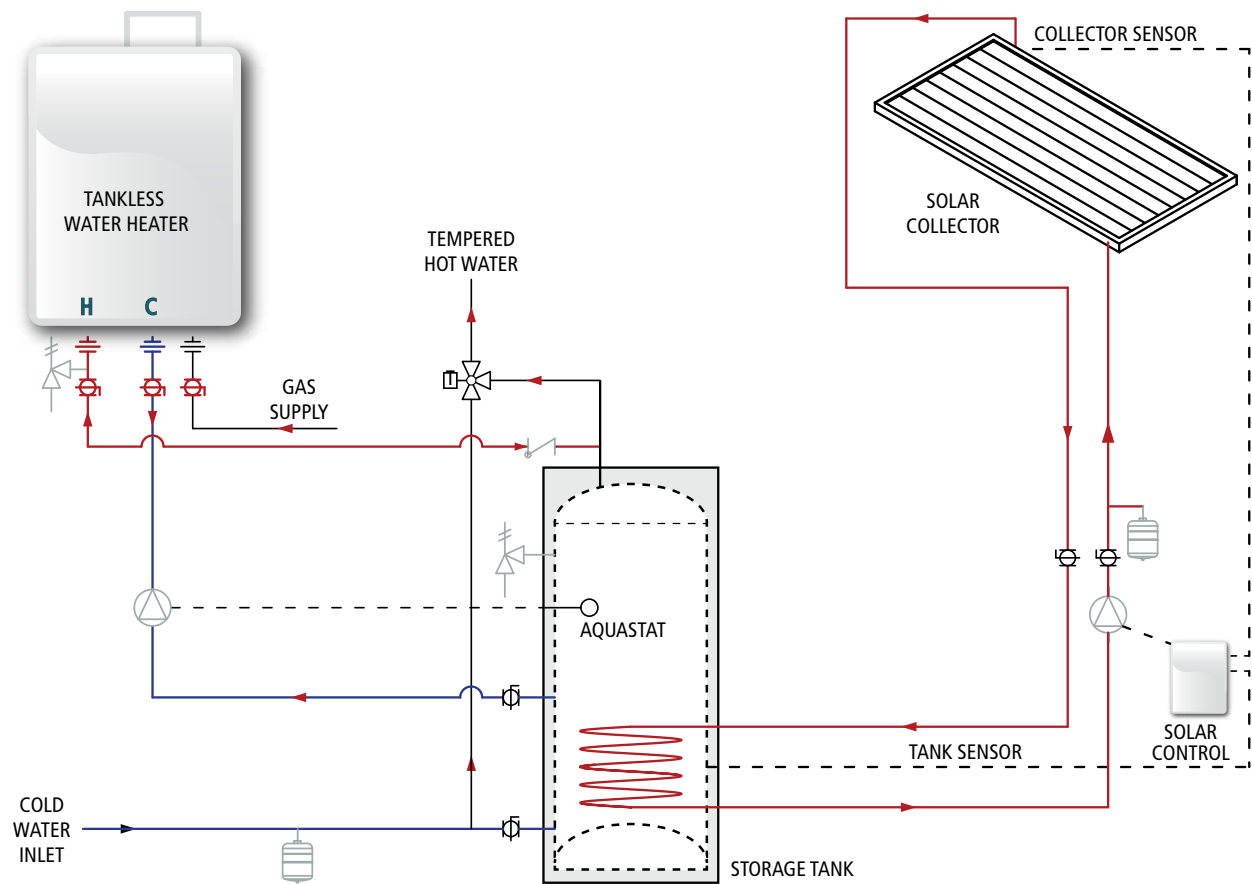 COLLECTOR SENSOR
TANKLESS
WATER HEATER
SOLAR
COLLECTOR
TEMPERED
HOT WATER
H
C
GAS
SUPPLY
T
AQUASTAT
SOLAR
CONTROL
TANK SENSOR
COLD
WATER
INLET
STORAGE TANK